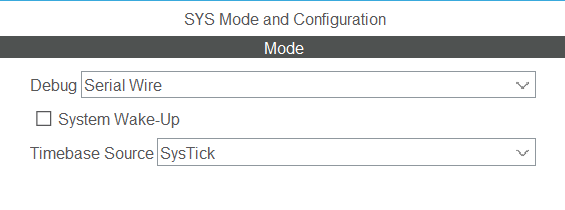 SYS Mode and Configuration
Mode
Debug Serial Wire
System Wake-Up
Timebase Source SysTick